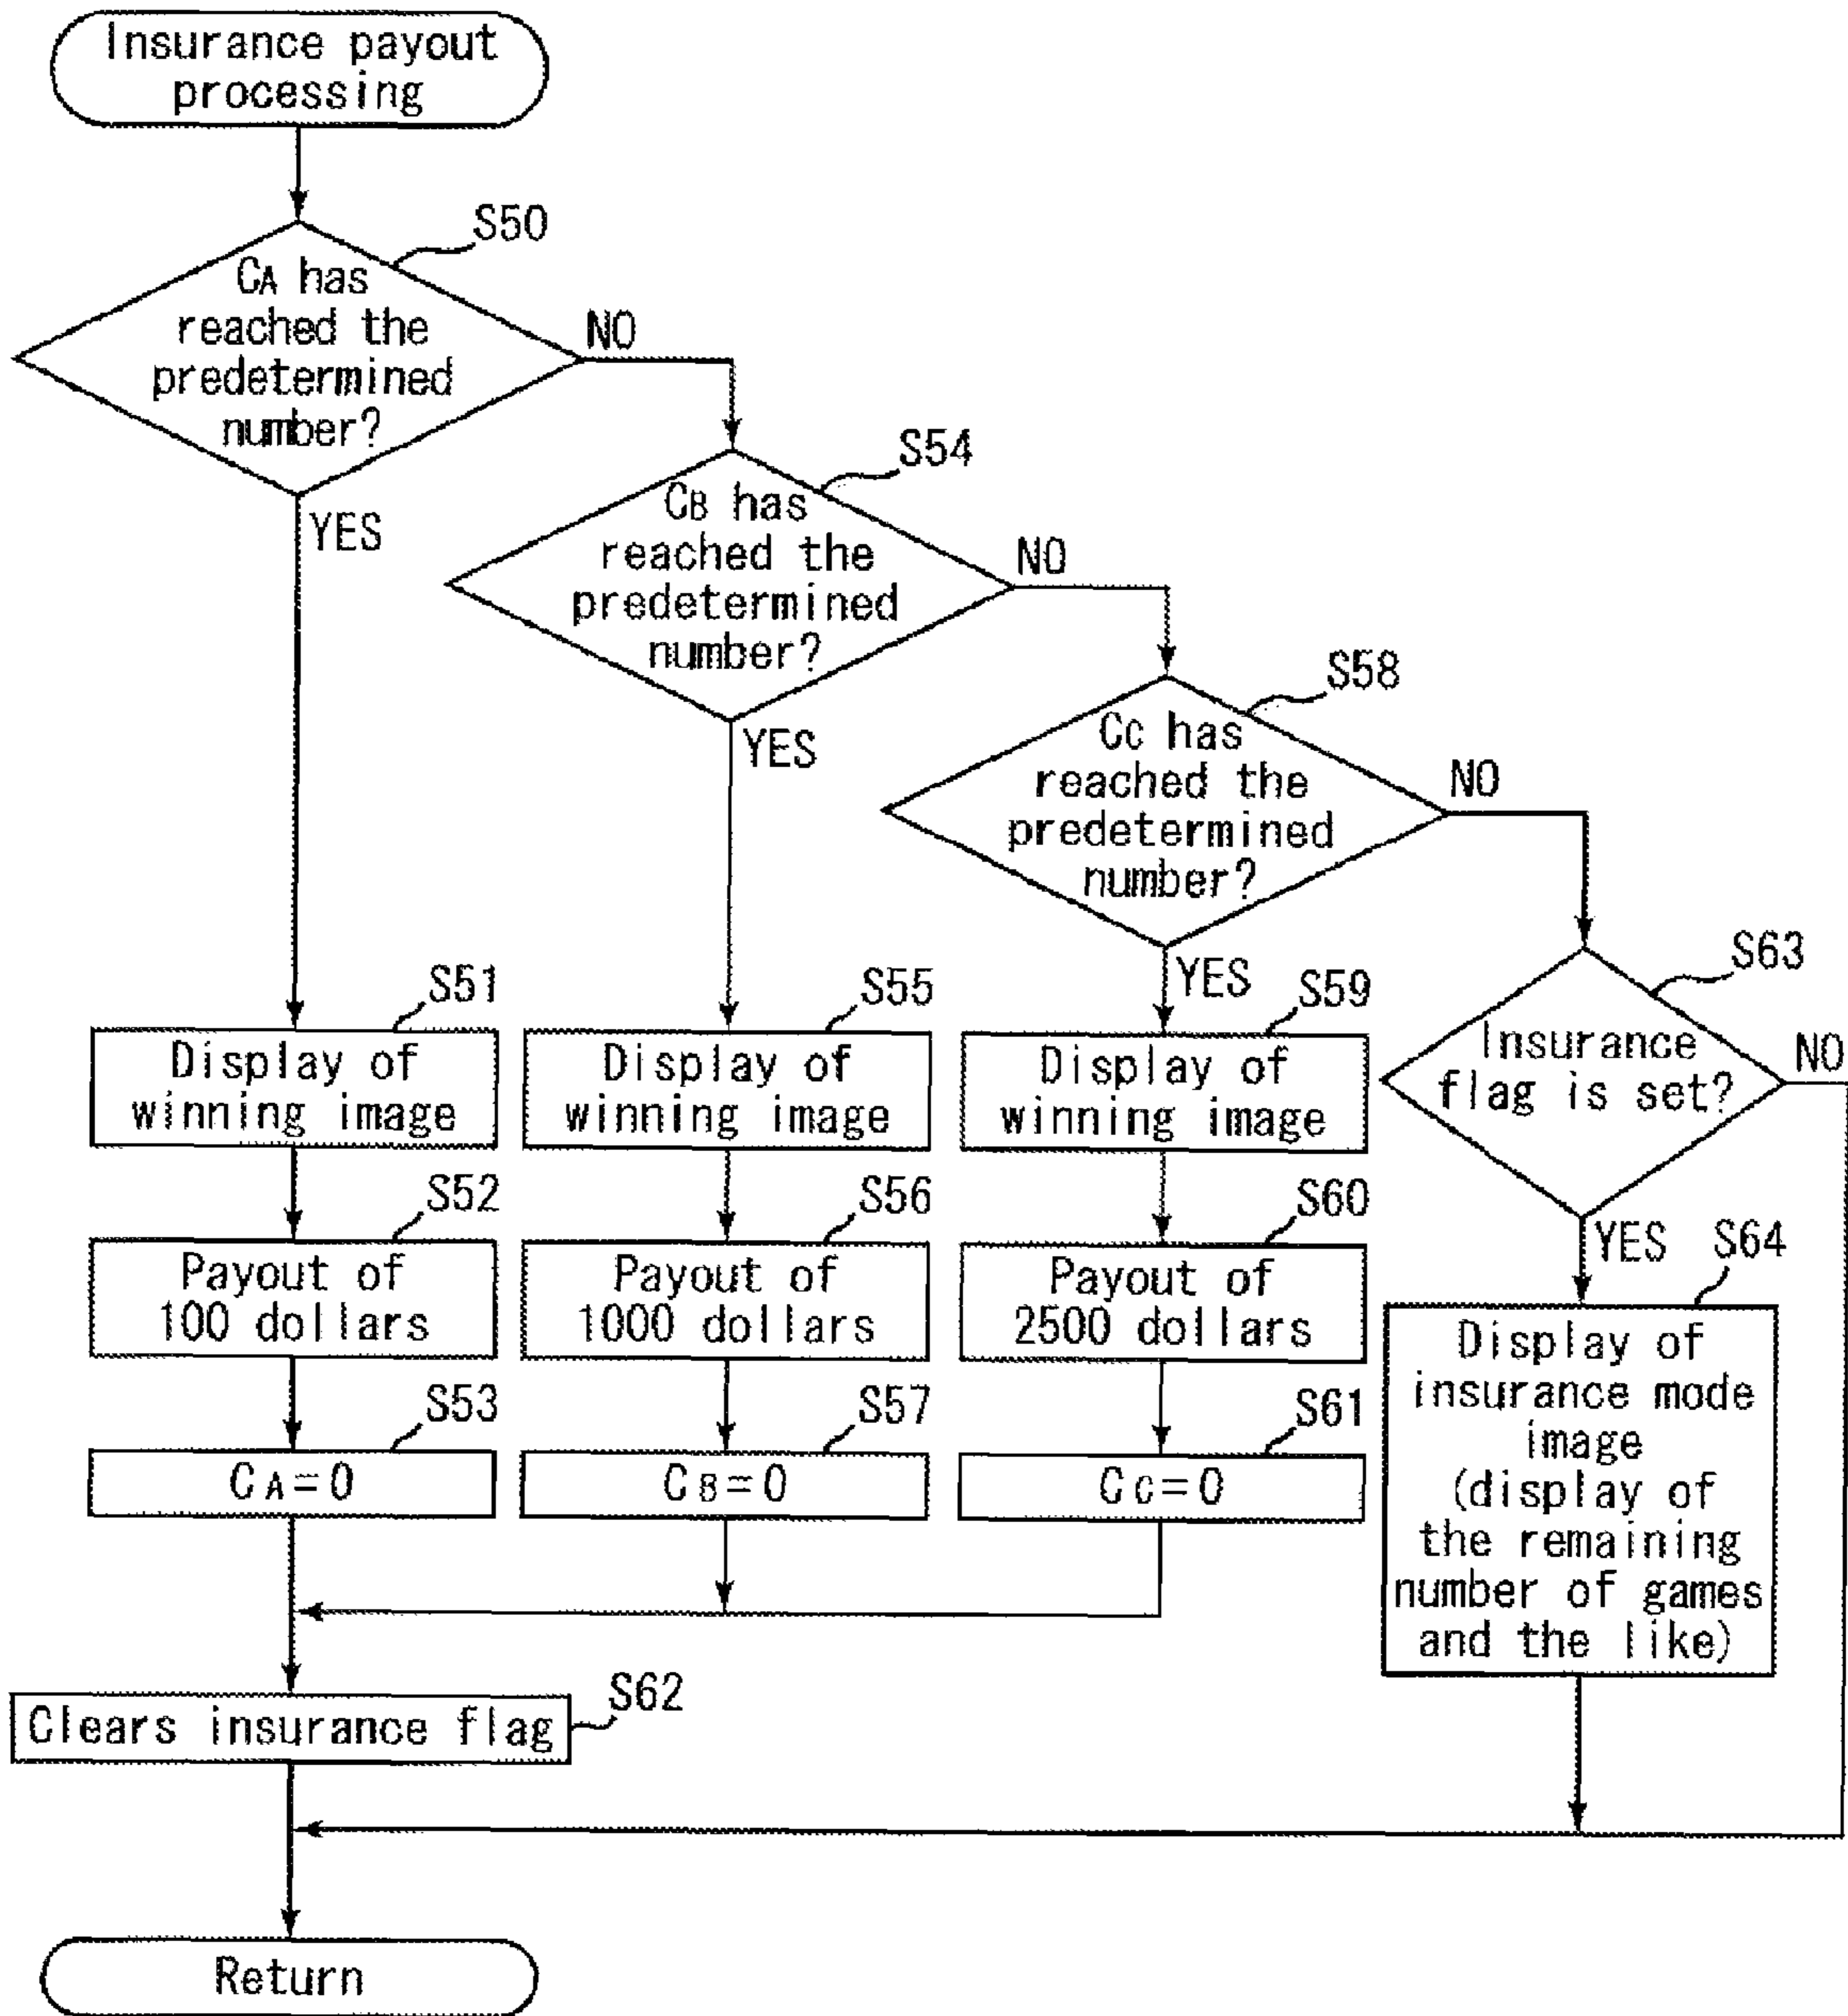 Insurance payout
processing
S50
CA has
reached the
predetermined
number?
NO
YES
S54
CB has
reached the
predetermined
number?
NO
YES
S58
CC has
reached the
predetermined
number?
NO
YES
S63
Insurance
flag is set?
NO
YES
S51
Display of
winning image
S52
Payout of
100 dollars
S53
CA=0
S55
Display of
winning image
S56
Payout of
1000 dollars
S57
CB=0
S59
Display of
winning image
S60
Payout of
2500 dollars
S61
CC=0
S64
Display of
insurance mode
image
(display of
the remaining
number of games
and the like)
S62
Clears insurance flag
Return